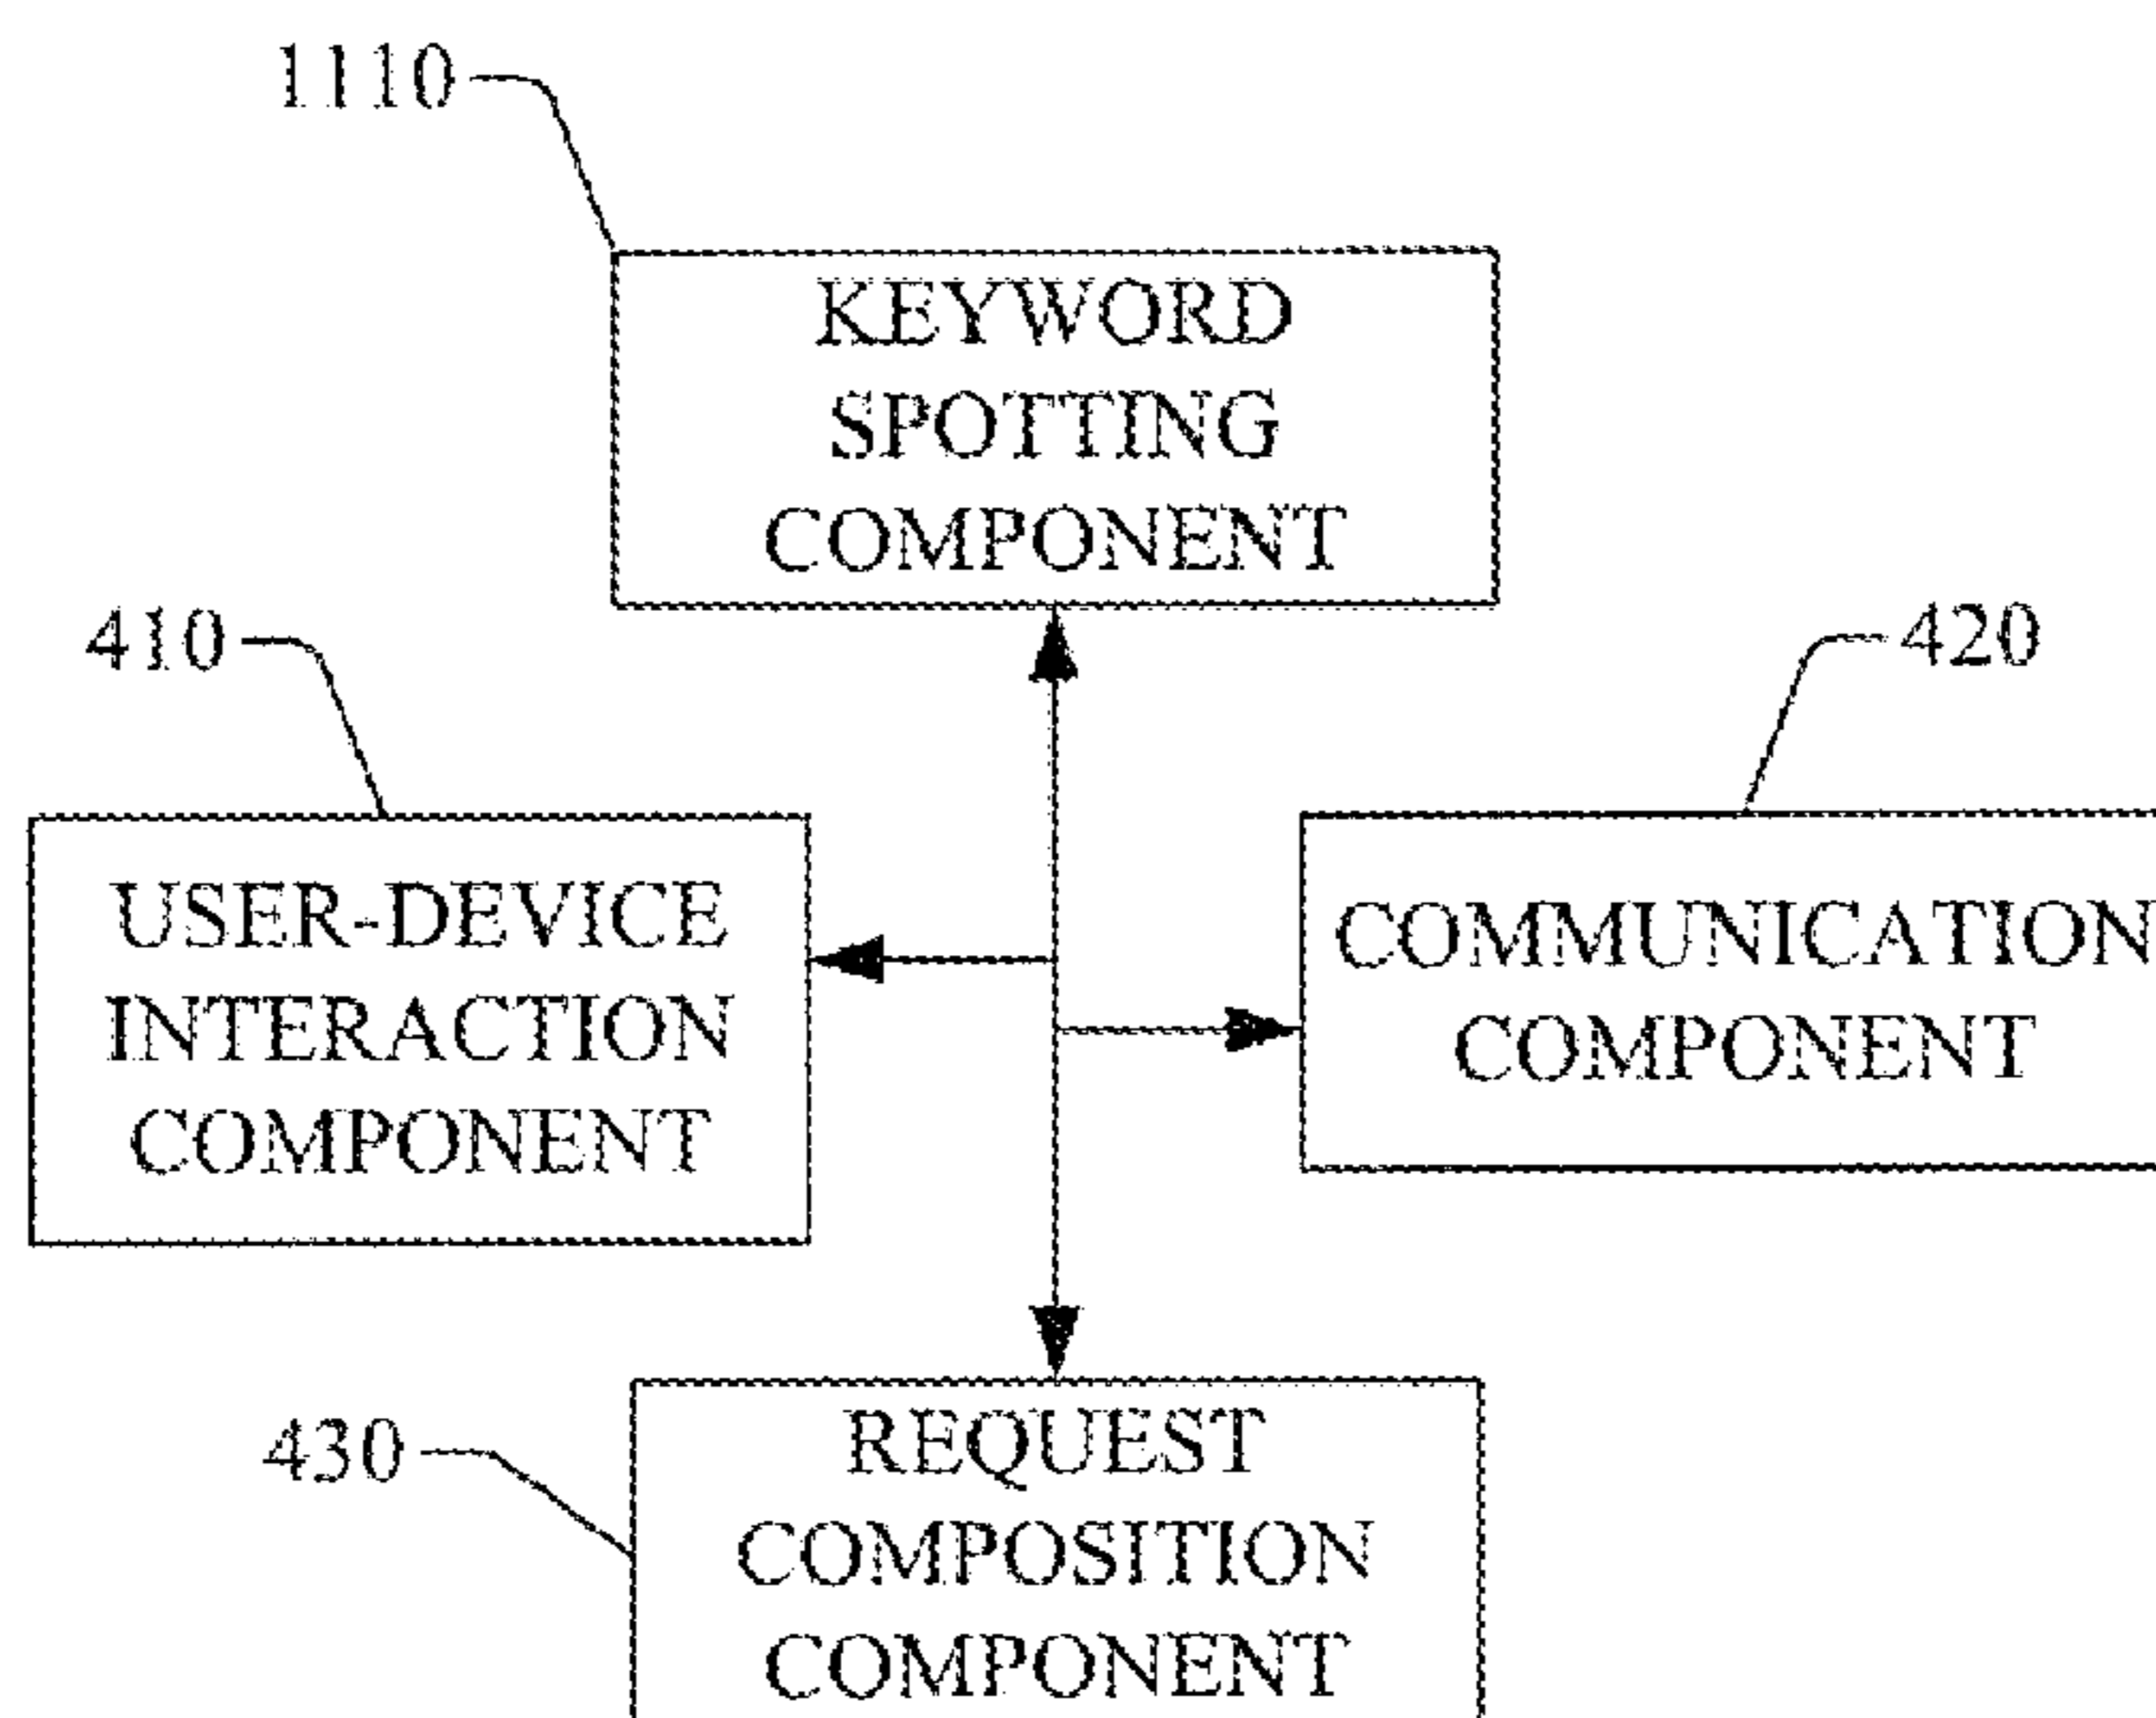 1110
KEYWORD
SPOTTING
COMPONENT
410
420
USER-DEVICE
INTERACTION
COMPONENT
COMMUNICATION
COMPONENT
430
REQUEST
COMPOSITION
COMPONENT